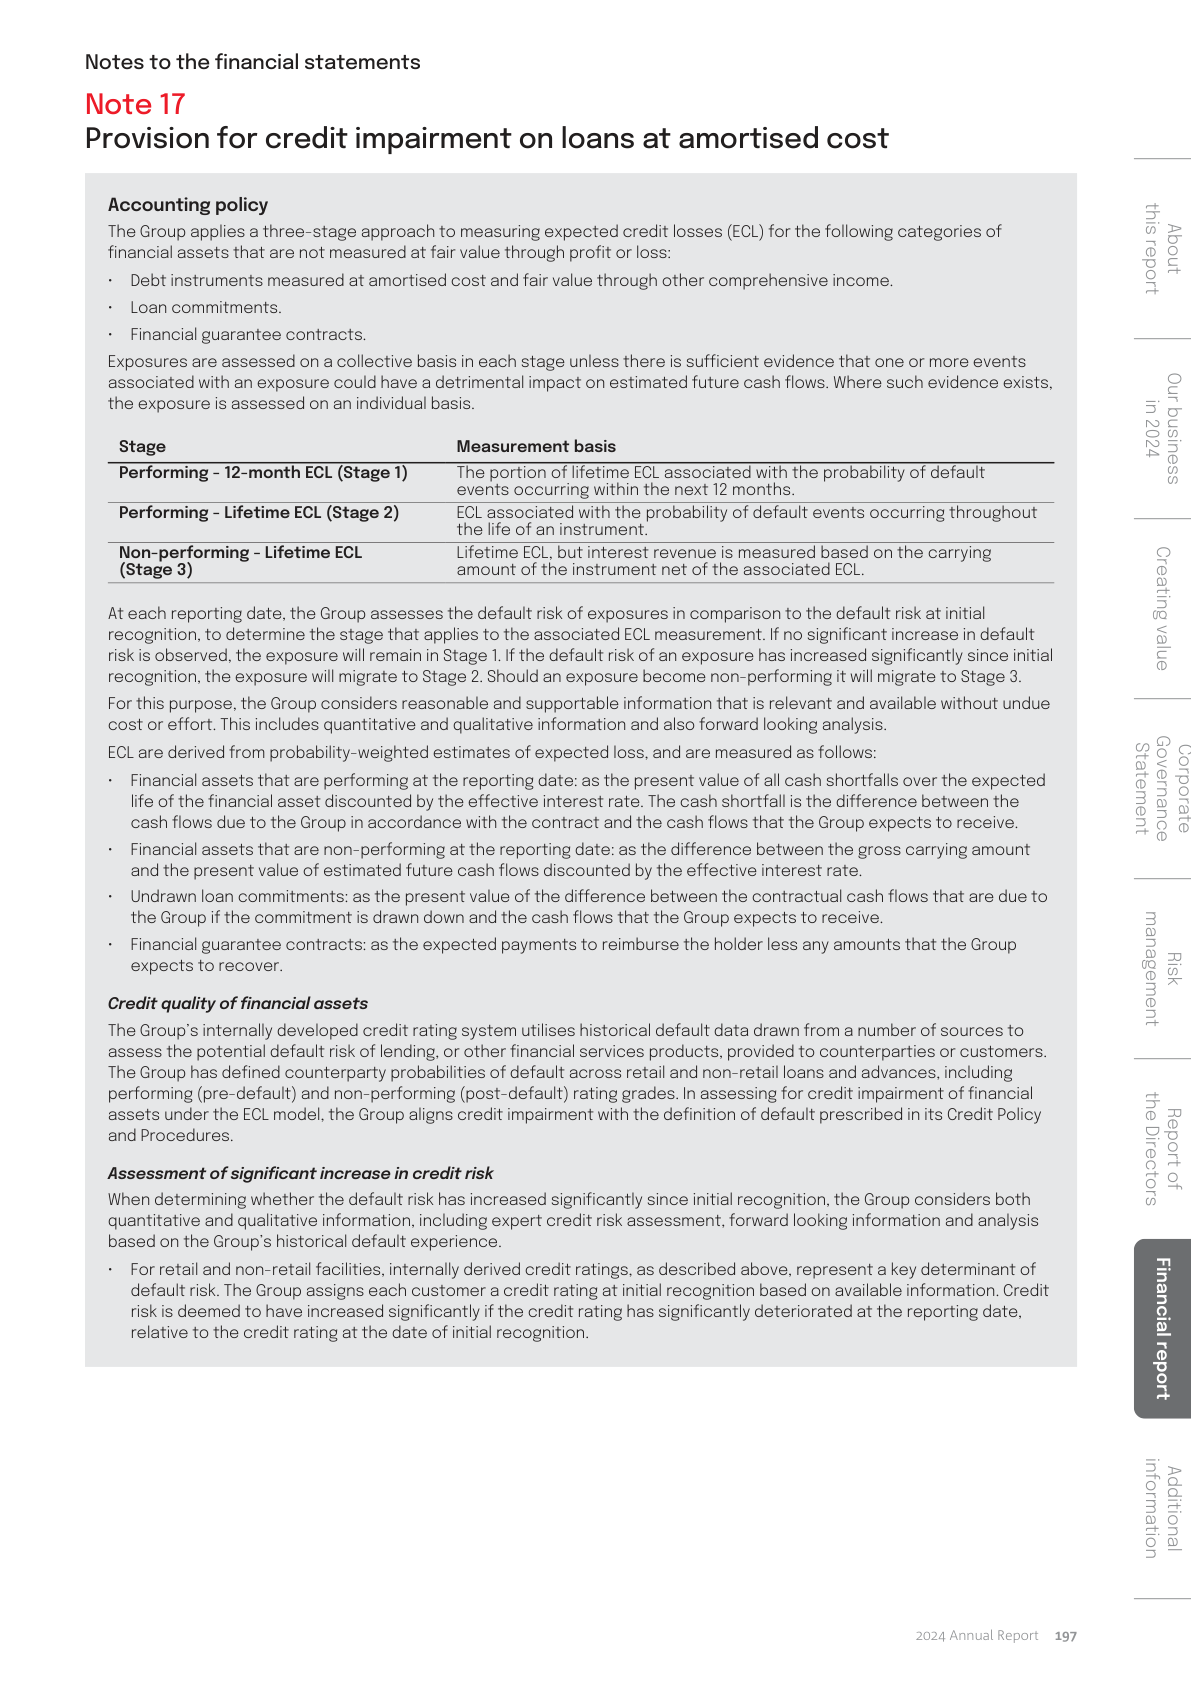 Notes to the financial statements
Note 17
Provision for credit impairment on loans at amortised cost
Accounting policy
The Group applies a three-stage approach to measuring expected credit losses (ECL) for the following categories of
financial assets that are not measured at fair value through profit or loss:
• Debt instruments measured at amortised cost and fair value through other comprehensive income.
• Loan commitments.
• Financial guarantee contracts.
Exposures are assessed on a collective basis in each stage unless there is sufficient evidence that one or more events
associated with an exposure could have a detrimental impact on estimated future cash flows. Where such evidence exists,
the exposure is assessed on an individual basis.
Stage Measurement basis
Performing - 12-month ECL (Stage 1) The portion of lifetime ECL associated with the probability of default
events occurring within the next 12 months.
Performing - Lifetime ECL (Stage 2) ECL associated with the probability of default events occurring throughout
the life of an instrument.
Non-performing - Lifetime ECL Lifetime ECL, but interest revenue is measured based on the carrying
(Stage 3) amount of the instrument net of the associated ECL.
At each reporting date, the Group assesses the default risk of exposures in comparison to the default risk at initial
recognition, to determine the stage that applies to the associated ECL measurement. If no significant increase in default
risk is observed, the exposure will remain in Stage 1. If the default risk of an exposure has increased significantly since initial
recognition, the exposure will migrate to Stage 2. Should an exposure become non-performing it will migrate to Stage 3.
For this purpose, the Group considers reasonable and supportable information that is relevant and available without undue
cost or effort. This includes quantitative and qualitative information and also forward looking analysis.
ECL are derived from probability-weighted estimates of expected loss, and are measured as follows:
• Financial assets that are performing at the reporting date: as the present value of all cash shortfalls over the expected
life of the financial asset discounted by the effective interest rate. The cash shortfall is the difference between the
cash flows due to the Group in accordance with the contract and the cash flows that the Group expects to receive.
• Financial assets that are non-performing at the reporting date: as the difference between the gross carrying amount
and the present value of estimated future cash flows discounted by the effective interest rate.
• Undrawn loan commitments: as the present value of the difference between the contractual cash flows that are due to
the Group if the commitment is drawn down and the cash flows that the Group expects to receive.
• Financial guarantee contracts: as the expected payments to reimburse the holder less any amounts that the Group
expects to recover.
Credit quality of financial assets
The Group's internally developed credit rating system utilises historical default data drawn from a number of sources to
assess the potential default risk of lending, or other financial services products, provided to counterparties or customers.
The Group has defined counterparty probabilities of default across retail and non-retail loans and advances, including
performing (pre-default) and non-performing (post-default) rating grades. In assessing for credit impairment of financial
assets under the ECL model, the Group aligns credit impairment with the definition of default prescribed in its Credit Policy
and Procedures.
Assessment of significant increase in credit risk
When determining whether the default risk has increased significantly since initial recognition, the Group considers both
quantitative and qualitative information, including expert credit risk assessment, forward looking information and analysis
based on the Group's historical default experience.
• For retail and non-retail facilities, internally derived credit ratings, as described above, represent a key determinant of
default risk. The Group assigns each customer a credit rating at initial recognition based on available information. Credit
risk is deemed to have increased significantly if the credit rating has significantly deteriorated at the reporting date,
relative to the credit rating at the date of initial recognition.
About
this report
Our business
in 2024
Creating value
Corporate
Governance
Statement
Risk
management
Report of
the Directors
Financial report
Additional
information
2024 Annual Report 197